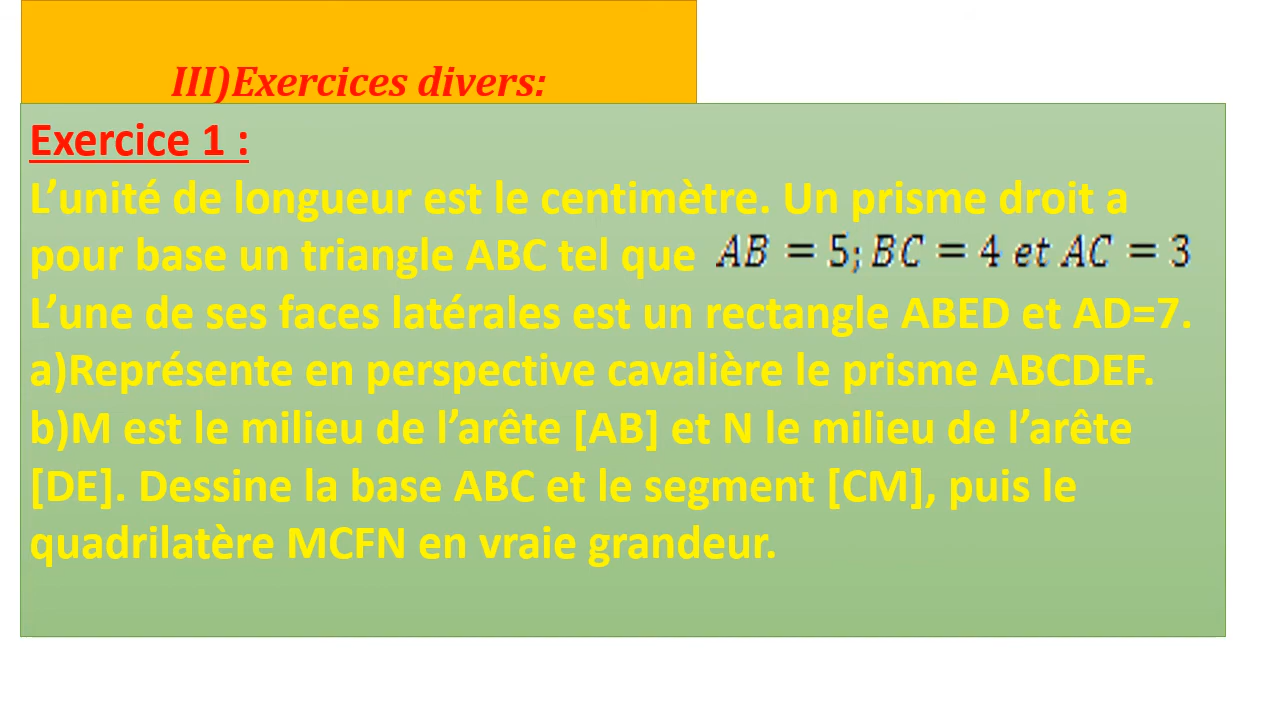 III)Exercices divers:
Exercice 1 :
L’unité de longueur est le centimètre. Un prisme droit a
pour base un triangle ABC tel que AB = 5; BC = 4 et AC = 3
L’une de ses faces latérales est un rectangle ABED et AD=7.
a)Représente en perspective cavalière le prisme ABCDEF.
b)M est le milieu de l’arête [AB] et N le milieu de l’arête
[DE]. Dessine la base ABC et le segment [CM], puis le
quadrilatère MCFN en vraie grandeur.